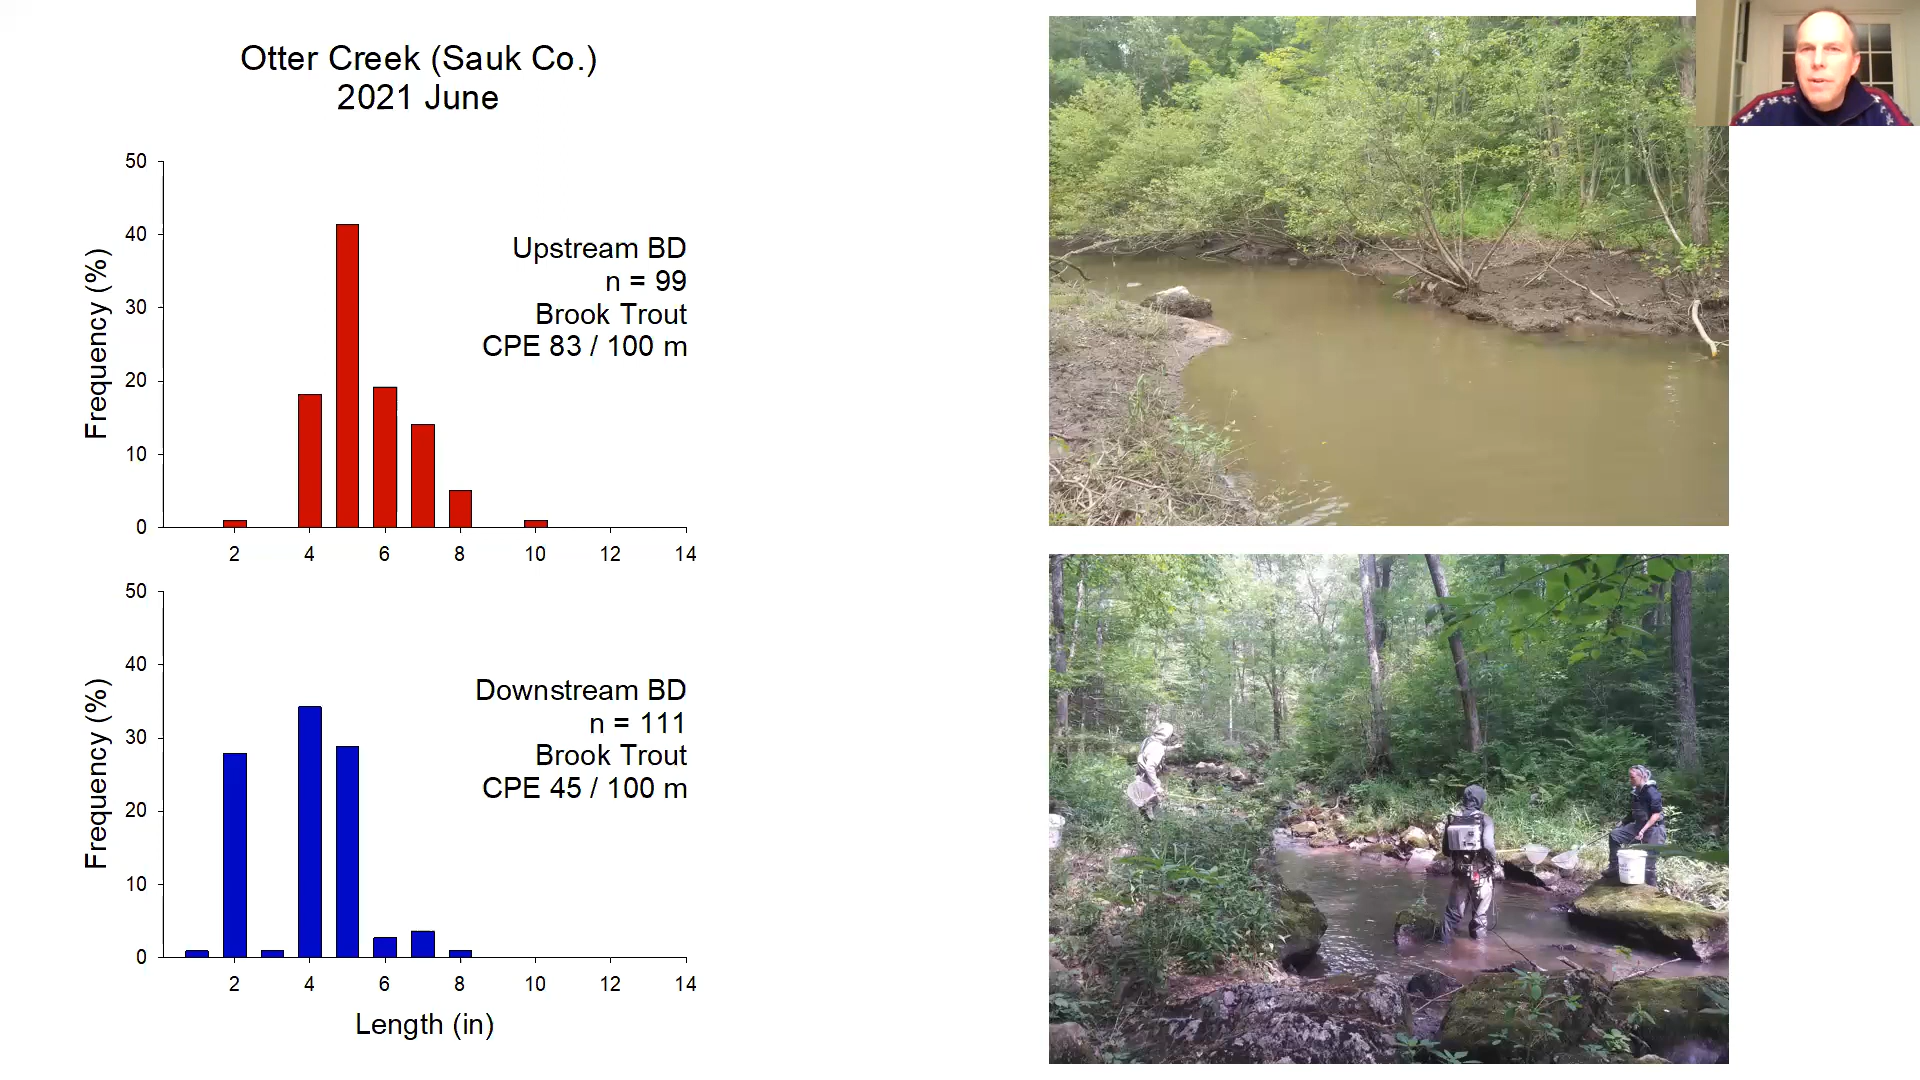 Otter Creek (Sauk Co.)
2021 June
50
40
30
20
10
0
Frequency (%)
Upstream BD
n = 99
Brook Trout
CPE 83 / 100 m
2 4 6 8 10 12 14
50
40
30
20
10
0
Frequency (%)
Downstream BD
n = 111
Brook Trout
CPE 45 / 100 m
2 4 6 8 10 12 14
Length (in)